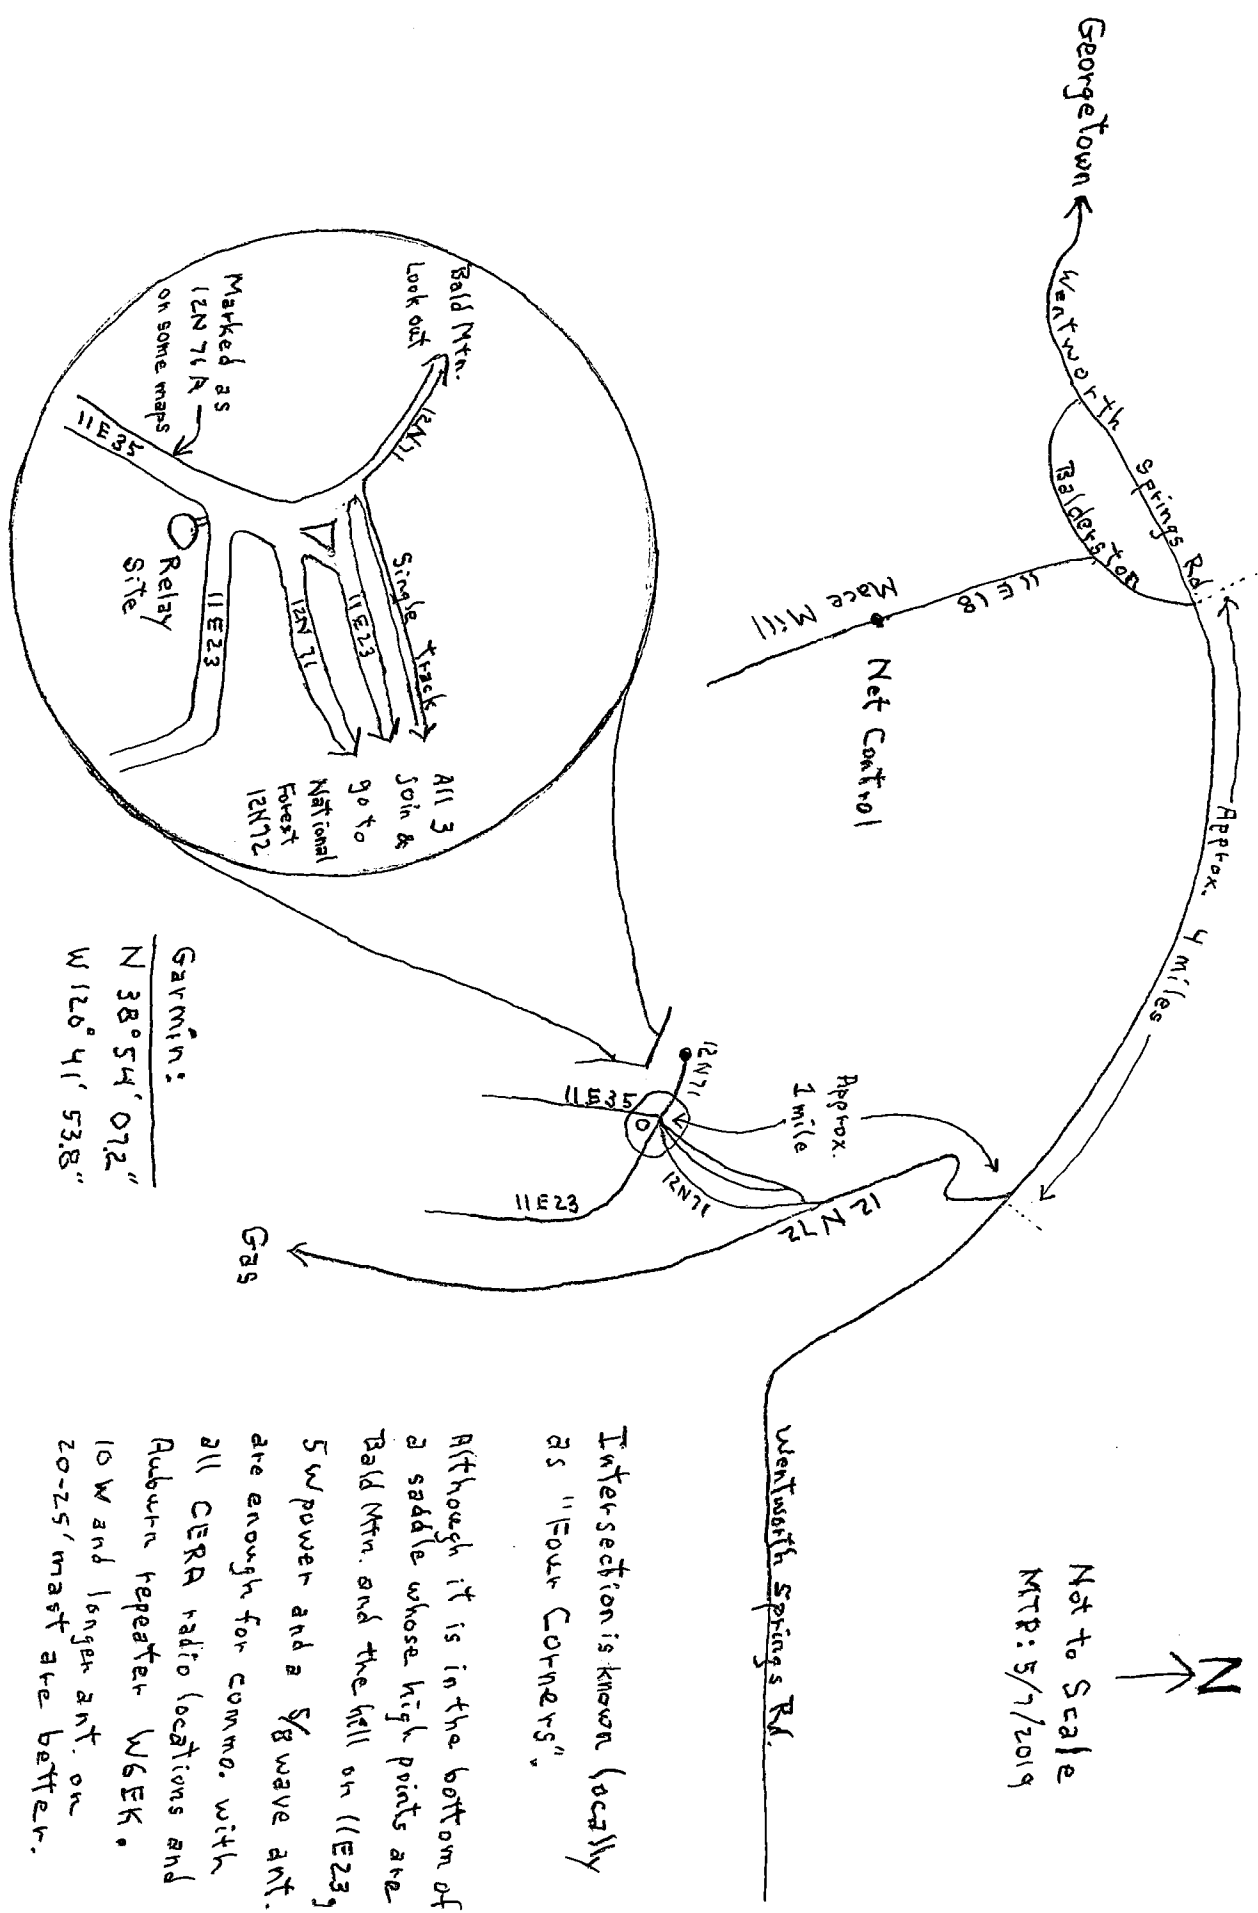 Georgetown
Wentworth Springs Rd.
Balderston
11E18
Mace Mill
Net Control
Approx. 4 miles
N
Not to Scale
MTR: 5/7/2019
Bald Mtn.
Look out
12N71
Marked as
12N76A
on some maps
11E35
Relay
Site
11E23
12N71
11E23
Single Track
All 3
Join &
go to
National
Forest
12N72
12N71
Approx.
1 mile
11E35
12N71
12N72
11E23
Gas
Wentworth Springs Rd.
Garmin:
N 38° 54' 07.2"
W 120° 41' 53.8"
Intersection is known locally
as "Four Corners".
Although it is in the bottom of
a saddle whose high points are
Bald Mtn. and the hill on 11E23,
5W power and a 5/8 wave ant.
are enough for commo. with
all CERA radio locations and
Auburn repeater W6EK.
10 W and longer ant. on
20-25' mast are better.